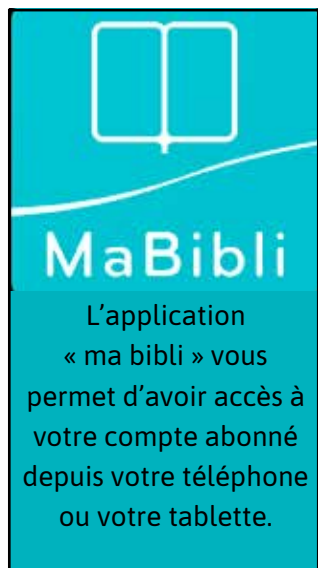 MaBibli
L’application
« ma bibli » vous
permet d’avoir accès à
votre compte abonné
depuis votre téléphone
ou votre tablette.